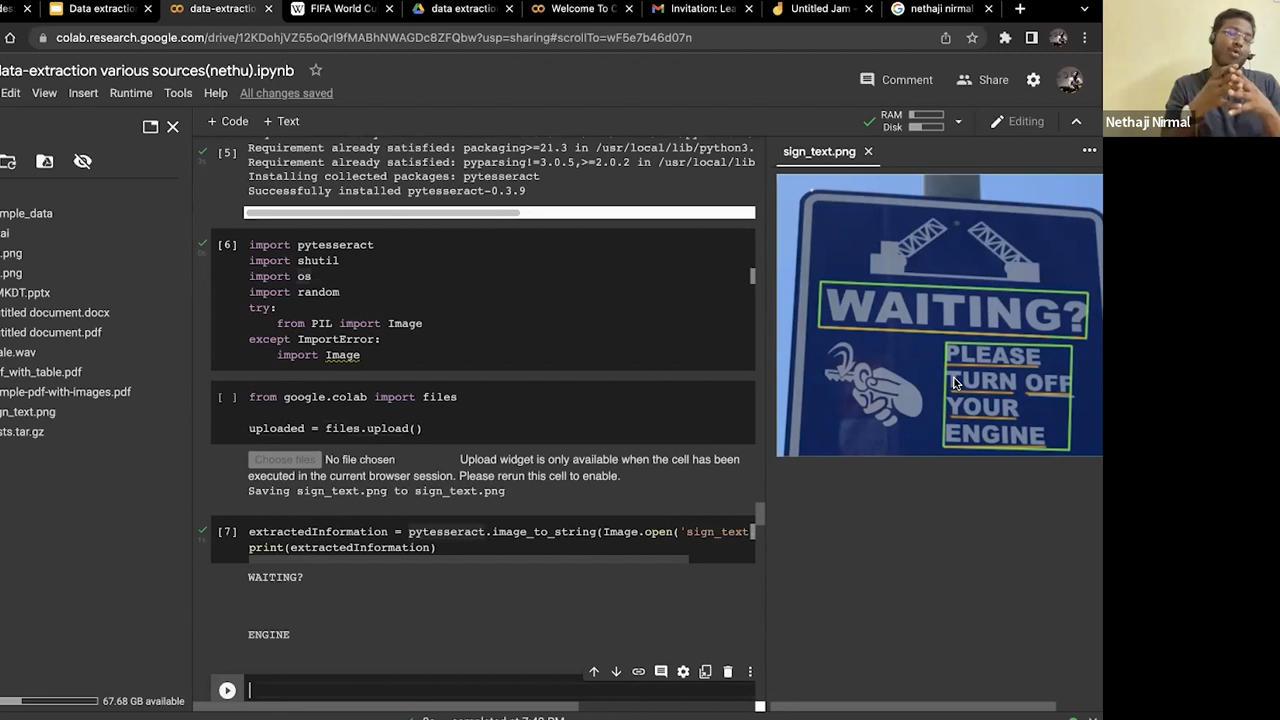 Data extraction
data-extraction
FIFA World Cu
data extractio
Welcome To C
Invitation: Lea
Untitled Jam –
nethaji nirmal
colab.research.google.com/drive/12KDohjVZ55oQrl9fMABhNWAGDc8ZFQbw?usp=sharing#scrollTo=wF5e7b46d07n
ata-extraction various sources(nethu).ipynb
Edit View Insert Runtime Tools Help All changes saved
Comment Share
+ Code + Text
RAM
Disk
Editing
mple_data
ai
.png
.png
MKDT.pptx
titled document.docx
titled document.pdf
ale.wav
f_with_table.pdf
mple-pdf-with-images.pdf
gn_text.png
sts.tar.gz
67.68 GB available
[5]
3s
Requirement already satisfied: packaging>=21.3 in /usr/local/lib/python3.
Requirement already satisfied: pyparsing!=3.0.5,>=2.0.2 in /usr/local/lib
Installing collected packages: pytesseract
Successfully installed pytesseract-0.3.9
[6] import pytesseract
0s
import shutil
import os
import random
try:
from PIL import Image
except ImportError:
import Image
[ ] from google.colab import files
uploaded = files.upload()
Choose files No file chosen Upload widget is only available when the cell has been
executed in the current browser session. Please rerun this cell to enable.
Saving sign_text.png to sign_text.png
[7] extractedInformation = pytesseract.image_to_string(Image.open('sign_text
1s
print(extractedInformation)
WAITING?
ENGINE
sign_text.png
WAITING?
PLEASE
TURN OFF
YOUR
ENGINE
Nethaji Nirmal